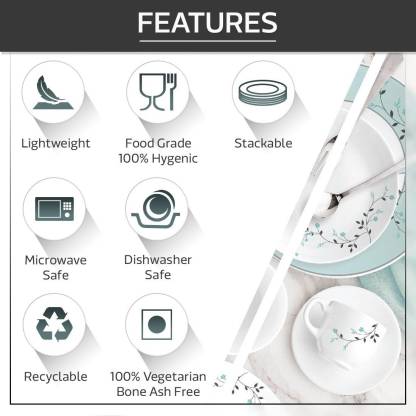 FEATURES
Lightweight
Food Grade
100% Hygenic
Stackable
Microwave
Safe
Dishwasher
Safe
Recyclable
100% Vegetarian
Bone Ash Free